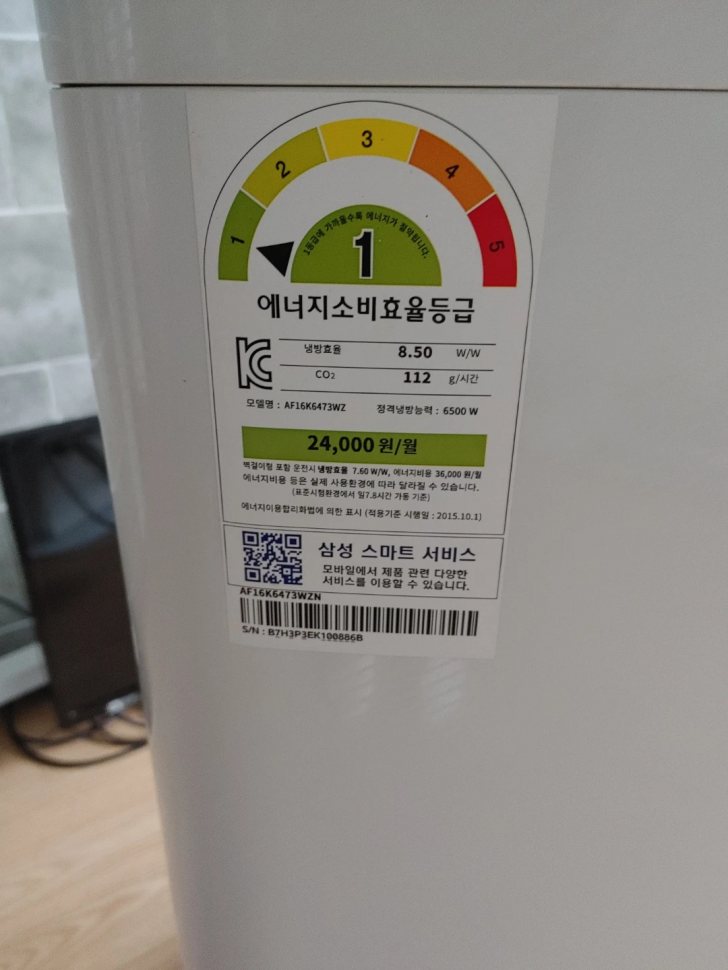 1 2 3 4 5
1등급에 가까울수록 에너지가 절약됩니다.
1
에너지소비효율등급
냉방효율 8.50 W/W
CO₂ 112 g/시간
모델명 : AF16K6473WZ 정격냉방능력 : 6500 W
24,000 원/월
벽걸이형 포함 운전시 냉방효율 7.60 W/W, 에너지비용 36,000 원/월
에너지비용 등은 실제 사용환경에 따라 달라질 수 있습니다.
(표준시험환경에서 일7.8시간 가동 기준)
에너지이용합리화법에 의한 표시 (적용기준 시행일 : 2015.10.1)
삼성 스마트 서비스
모바일에서 제품 관련 다양한
서비스를 이용할 수 있습니다.
AF16K6473WZN
S/N : B7H3P3EK100886B